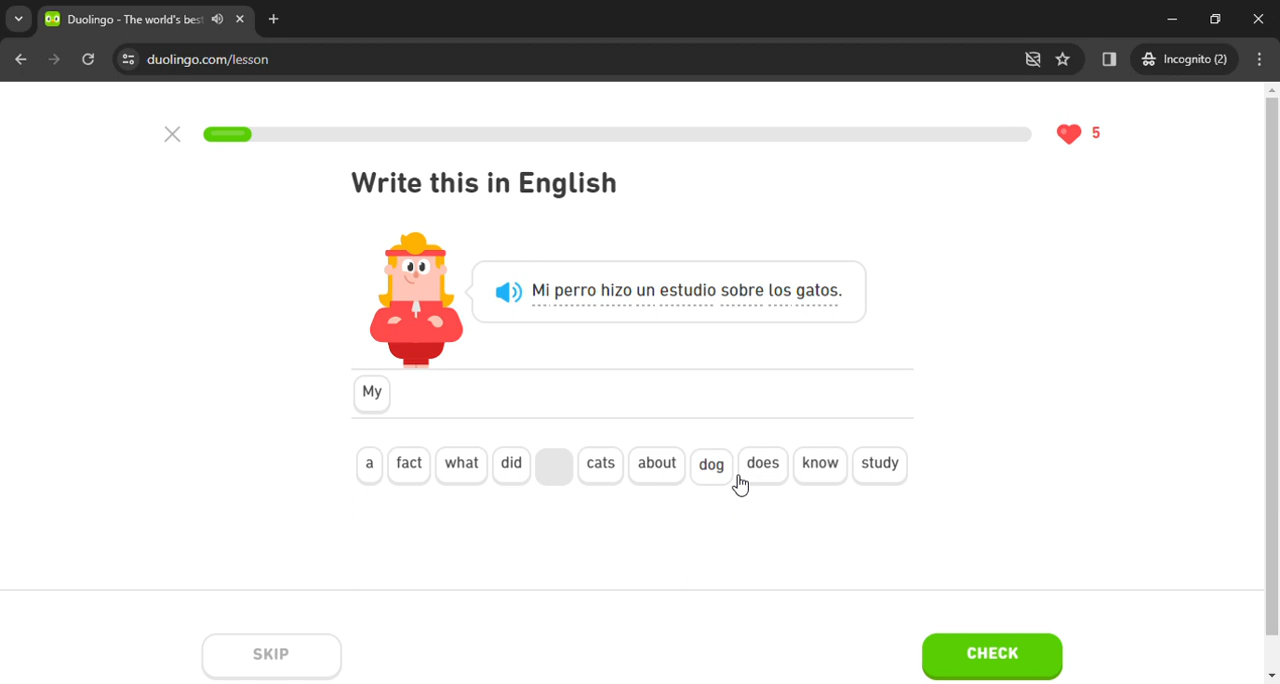 Duolingo - The world's bes
duolingo.com/lesson
Incognito (2)
5
Write this in English
Mi perro hizo un estudio sobre los gatos.
My
a fact what did cats about dog does know study
SKIP CHECK